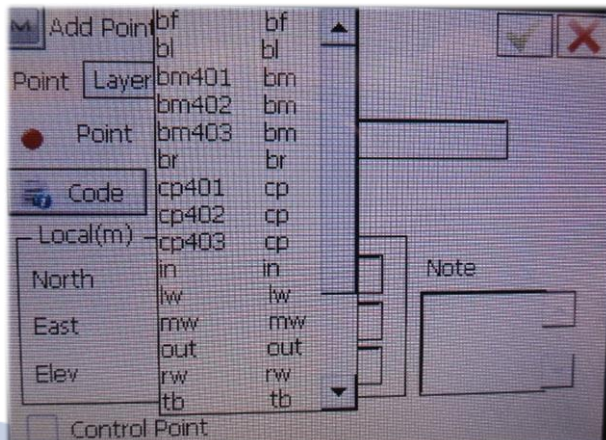 Add Point
Point Layer
Point
Code
Local(m)
North
East
Elev
Control Point
Note
bf bf
bl bl
bm401 bm
bm402 bm
bm403 bm
br br
cp401 cp
cp402 cp
cp403 cp
in in
lw lw
mw mw
out out
rw rw
tb tb